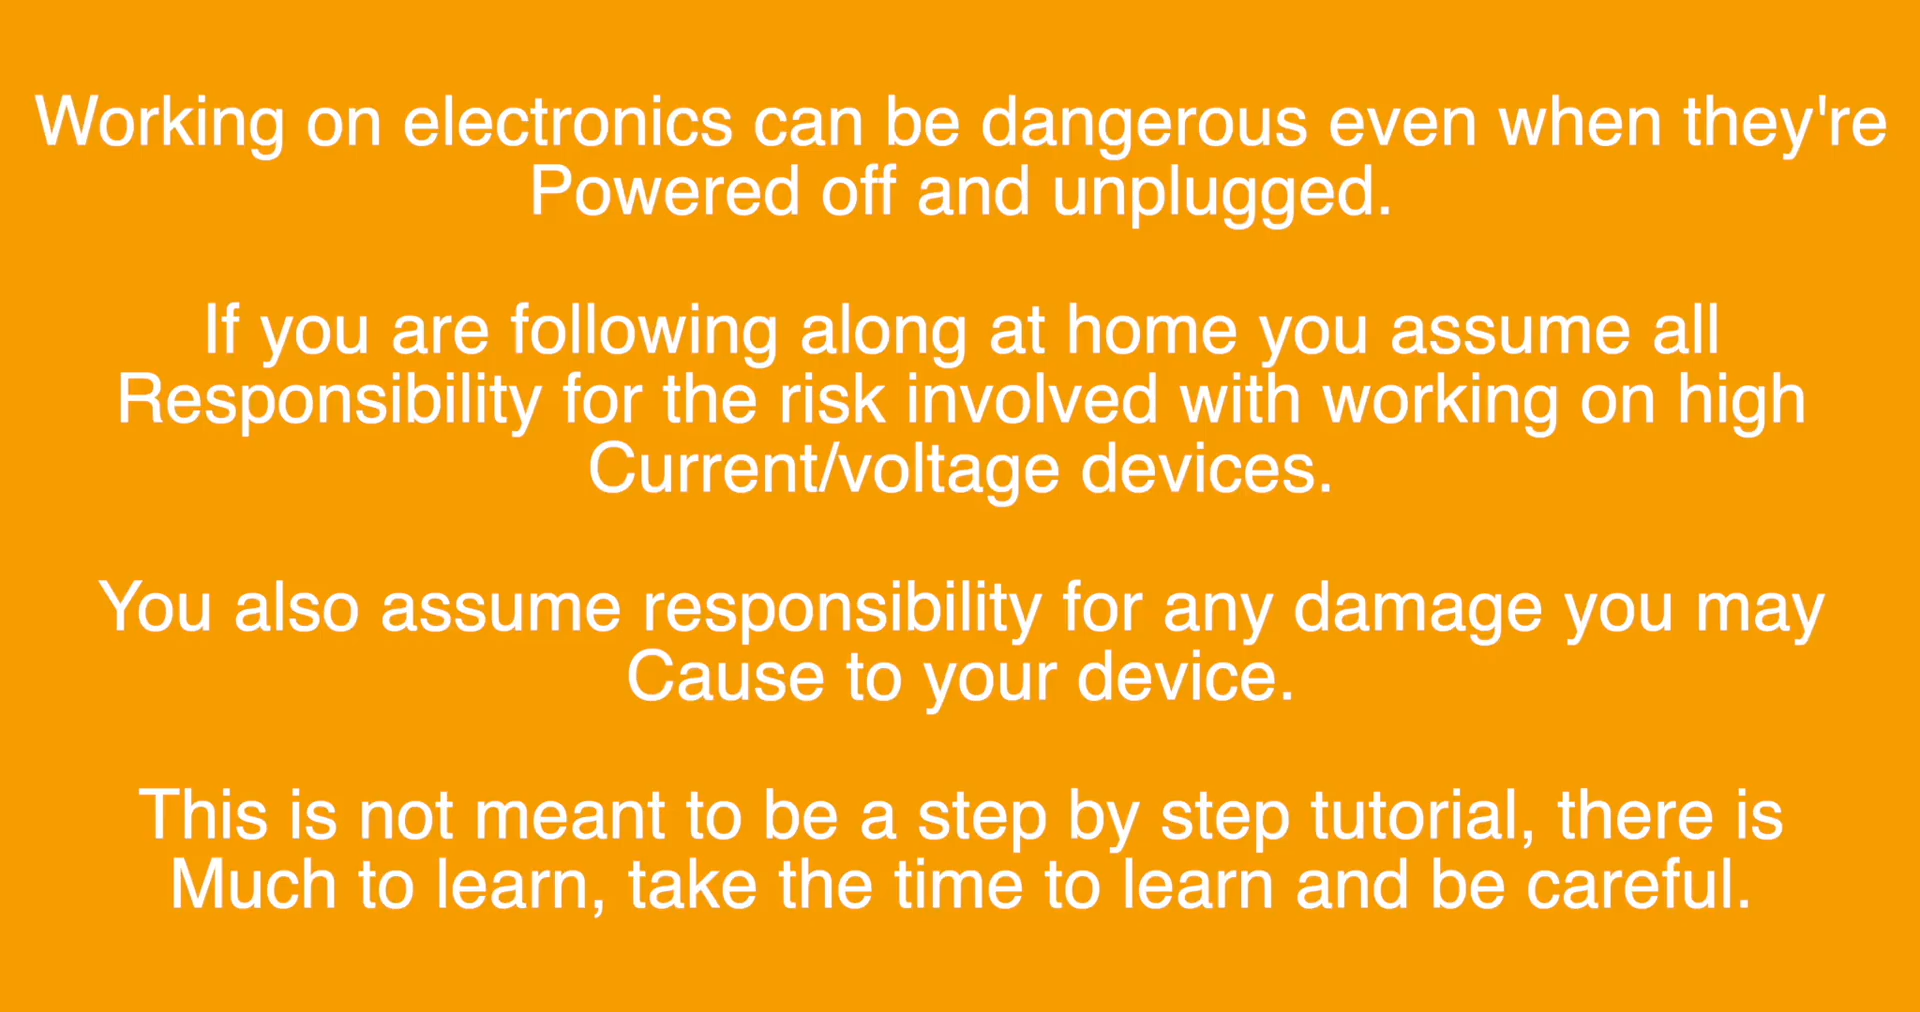 Working on electronics can be dangerous even when they're
Powered off and unplugged.
If you are following along at home you assume all
Responsibility for the risk involved with working on high
Current/voltage devices.
You also assume responsibility for any damage you may
Cause to your device.
This is not meant to be a step by step tutorial, there is
Much to learn, take the time to learn and be careful.